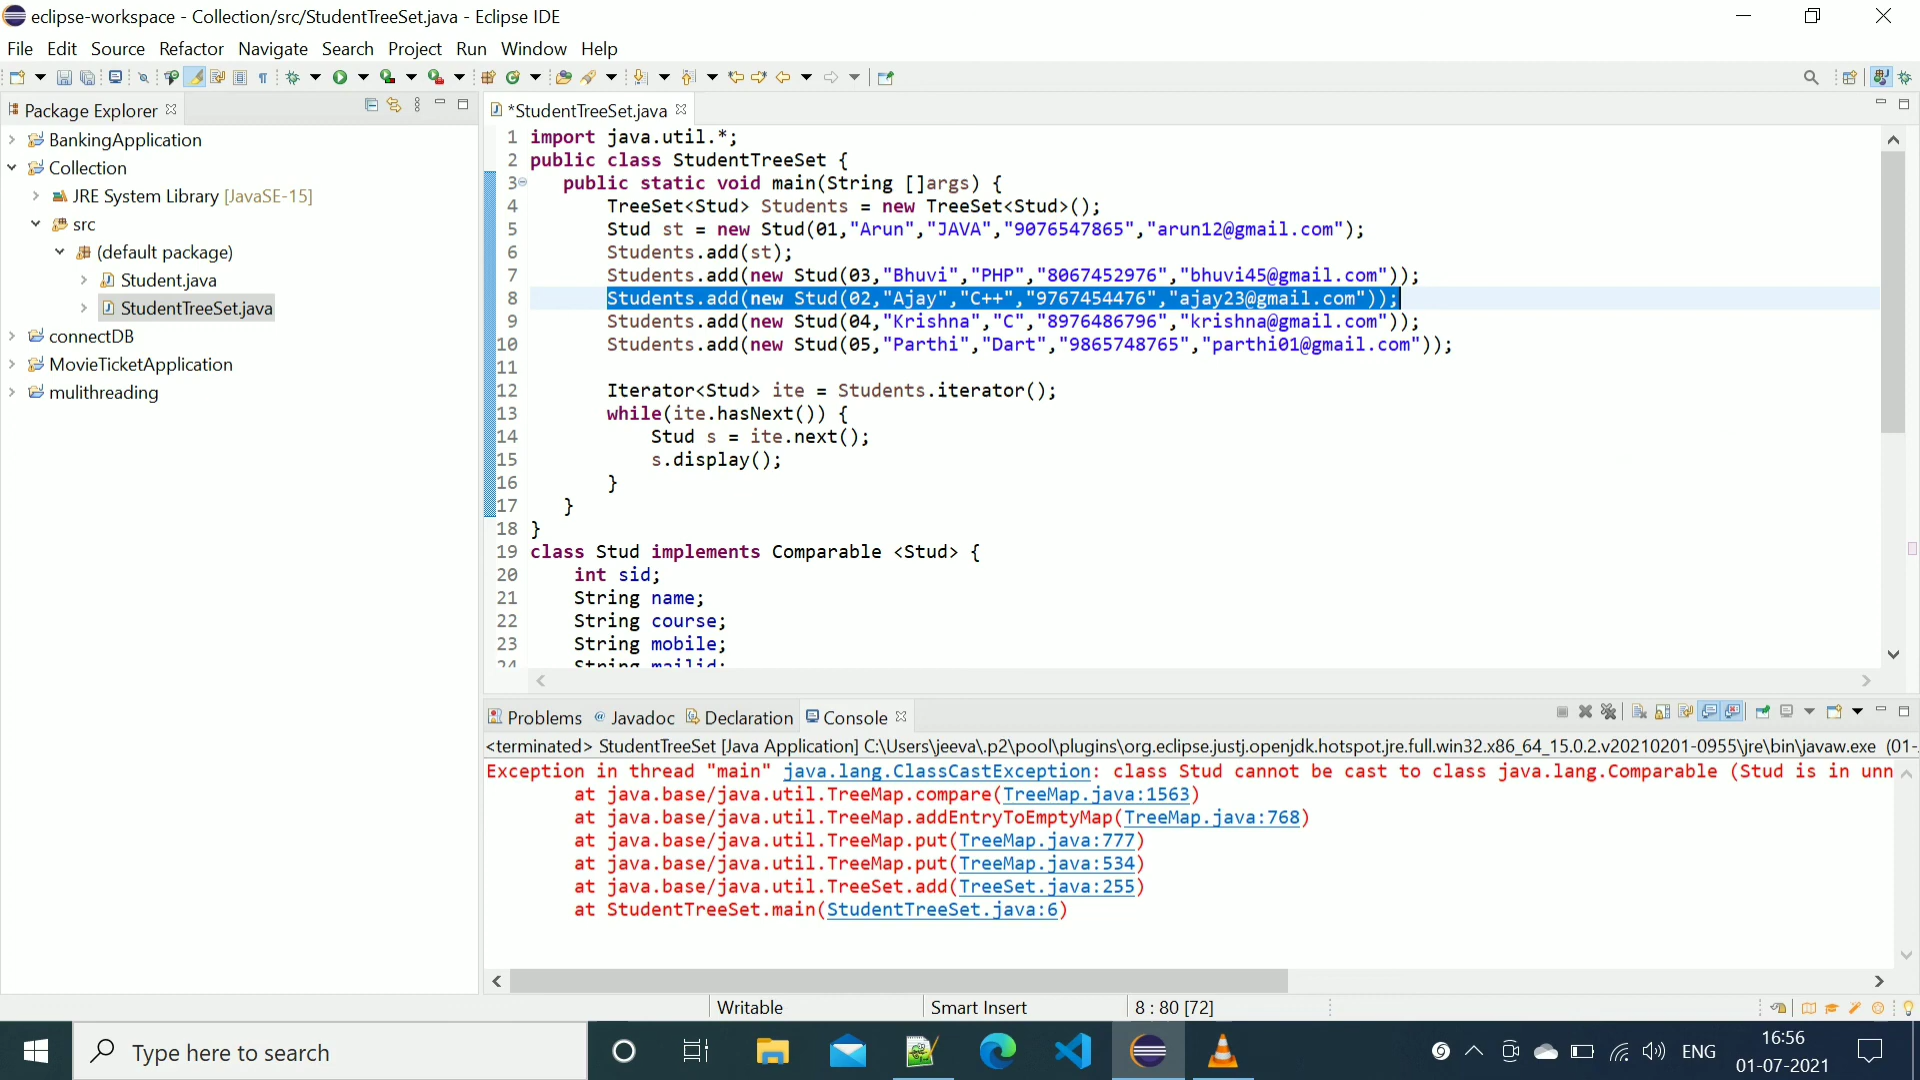 eclipse-workspace - Collection/src/StudentTreeSet.java - Eclipse IDE
File Edit Source Refactor Navigate Search Project Run Window Help
Package Explorer
*StudentTreeSet.java
BankingApplication
Collection
JRE System Library [JavaSE-15]
src
(default package)
Student.java
StudentTreeSet.java
connectDB
MovieTicketApplication
mulithreading
1 import java.util.*;
2 public class StudentTreeSet {
3 public static void main(String []args) {
4 TreeSet<Stud> Students = new TreeSet<Stud>();
5 Stud st = new Stud(01,"Arun","JAVA","9076547865","arun12@gmail.com");
6 Students.add(st);
7 Students.add(new Stud(03,"Bhuvi","PHP","8067452976","bhuvi45@gmail.com"));
8 Students.add(new Stud(02,"Ajay","C++","9767454476","ajay23@gmail.com"));
9 Students.add(new Stud(04,"Krishna","C","8976486796","krishna@gmail.com"));
10 Students.add(new Stud(05,"Parthi","Dart","9865748765","parthi01@gmail.com"));
11
12 Iterator<Stud> ite = Students.iterator();
13 while(ite.hasNext()) {
14 Stud s = ite.next();
15 s.display();
16 }
17 }
18 }
19 class Stud implements Comparable <Stud> {
20 int sid;
21 String name;
22 String course;
23 String mobile;
24 String mailid;
Problems Javadoc Declaration Console
<terminated> StudentTreeSet [Java Application] C:\Users\jeeva\.p2\pool\plugins\org.eclipse.justj.openjdk.hotspot.jre.full.win32.x86_64_15.0.2.v20210201-0955\jre\bin\javaw.exe (01-
Exception in thread "main" java.lang.ClassCastException: class Stud cannot be cast to class java.lang.Comparable (Stud is in unn
at java.base/java.util.TreeMap.compare(TreeMap.java:1563)
at java.base/java.util.TreeMap.addEntryToEmptyMap(TreeMap.java:768)
at java.base/java.util.TreeMap.put(TreeMap.java:777)
at java.base/java.util.TreeMap.put(TreeMap.java:534)
at java.base/java.util.TreeSet.add(TreeSet.java:255)
at StudentTreeSet.main(StudentTreeSet.java:6)
Writable Smart Insert 8 : 80 [72]
Type here to search
ENG
16:56
01-07-2021